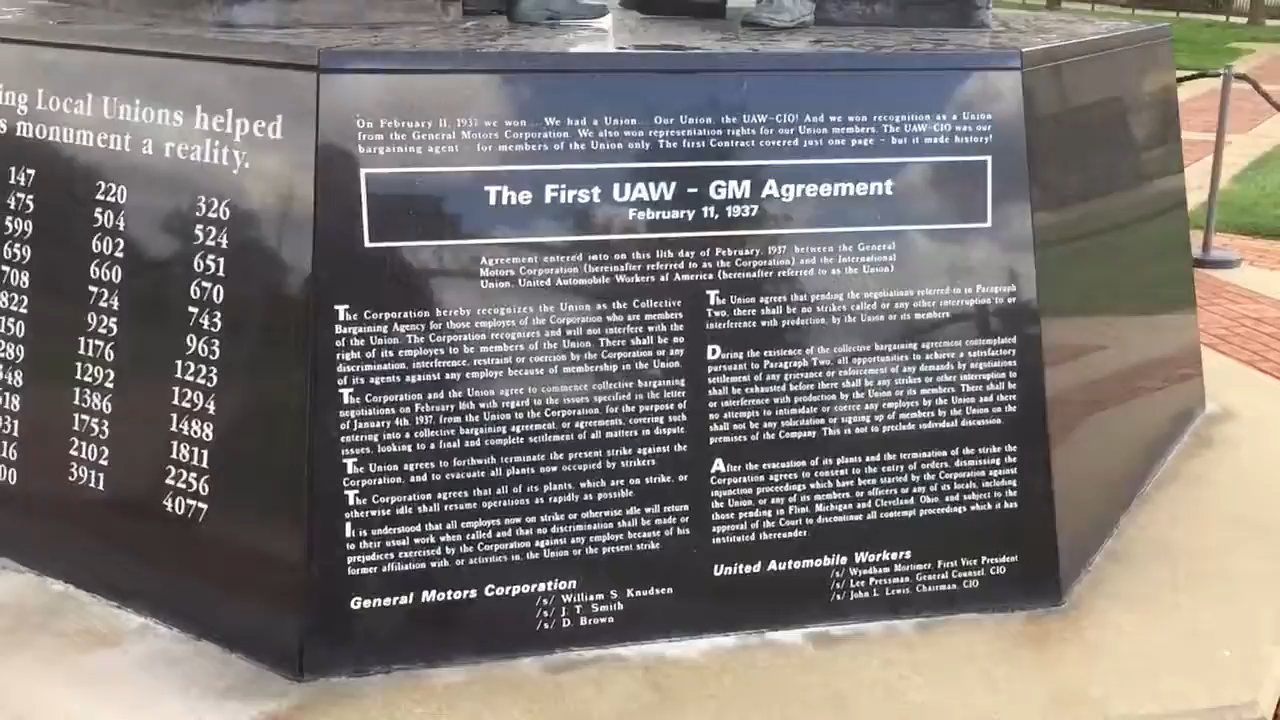 ing Local Unions helped
s monument a reality.
147 220 326
475 504 524
599 602 651
659 660 670
708 724 743
822 925 963
150 1176 1223
289 1292 1294
48 1386 1488
18 1753 1811
31 2102 2256
16 3911 4077
00
On February 11, 1937 we won... We had a Union... Our Union, the UAW-CIO! And we won recognition as a Union
from the General Motors Corporation. We also won representation rights for our Union members. The UAW-CIO was our
bargaining agent - for members of the Union only. The first Contract covered just one page - but it made history!
The First UAW - GM Agreement
February 11, 1937
Agreement entered into on this 11th day of February, 1937 between the General
Motors Corporation (hereinafter referred to as the Corporation) and the International
Union, United Automobile Workers of America (hereinafter referred to as the Union)
The Corporation hereby recognizes the Union as the Collective
Bargaining Agency for those employes of the Corporation who are members
of the Union. The Corporation recognizes and will not interfere with the
right of its employes to be members of the Union. There shall be no
discrimination, interference, restraint or coercion by the Corporation or any
of its agents against any employe because of membership in the Union.
The Corporation and the Union agree to commence collective bargaining
negotiations on February 16th with regard to the issues specified in the letter
of January 4th, 1937, from the Union to the Corporation, for the purpose of
entering into a collective bargaining agreement, or agreements, covering such
issues, looking to a final and complete settlement of all matters in dispute.
The Union agrees to forthwith terminate the present strike against the
Corporation, and to evacuate all plants now occupied by strikers.
The Corporation agrees that all of its plants, which are on strike, or
otherwise idle shall resume operations as rapidly as possible.
It is understood that all employes now on strike or otherwise idle will return
to their usual work when called and that no discrimination shall be made or
prejudices exercised by the Corporation against any employe because of his
former affiliation with, or activities in, the Union or the present strike.
General Motors Corporation
/s/ William S. Knudsen
/s/ J. T. Smith
/s/ D. Brown
The Union agrees that pending the negotiations referred to in Paragraph
Two, there shall be no strikes called or any other interruption to or
interference with production, by the Union or its members.
During the existence of the collective bargaining agreement contemplated
pursuant to Paragraph Two, all opportunities to achieve a satisfactory
settlement of any grievance or enforcement of any demands by negotiations
shall be exhausted before there shall be any strikes or other interruption to
or interference with production by the Union or its members. There shall be
no attempts to intimidate or coerce any employes by the Union and there
shall not be any solicitation or signing up of members by the Union on the
premises of the Company. This is not to preclude individual discussion.
After the evacuation of its plants and the termination of the strike the
Corporation agrees to consent to the entry of orders, dismissing the
injunction proceedings which have been started by the Corporation against
the Union, or any of its members, or officers or any of its locals, including
those pending in Flint, Michigan and Cleveland, Ohio, and subject to the
approval of the Court to discontinue all contempt proceedings which it has
instituted thereunder.
United Automobile Workers
/s/ Wyndham Mortimer, First Vice President
/s/ Lee Pressman, General Counsel, CIO
/s/ John L. Lewis, Chairman, CIO